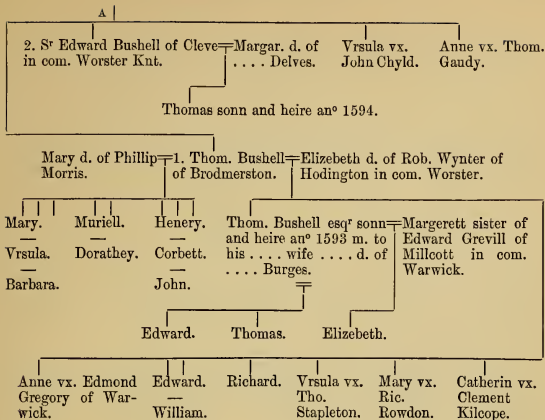 A
2. Sʳ Edward Bushell of Cleve
in com. Worster Knt.
Margar. d. of
. . . . Delves.
Vrsula vx.
John Chyld.
Anne vx. Thom.
Gaudy.
Thomas sonn and heire anᵒ 1594.
Mary d. of Phillip
Morris.
1. Thom. Bushell
of Brodmerston.
Elizebeth d. of Rob. Wynter of
Hodington in com. Worster.
Mary.
—
Vrsula.
—
Barbara.
Muriell.
—
Dorathey.
Henery.
—
Corbett.
—
John.
Thom. Bushell esqʳ sonn
and heire anᵒ 1593 m. to
his . . . . wife . . . . d. of
. . . . Burges.
Margerett sister of
Edward Grevill of
Millcott in com.
Warwick.
Edward.
Thomas.
Elizebeth.
Anne vx. Edmond
Gregory of War-
wick.
Edward.
—
William.
Richard.
Vrsula vx.
Tho.
Stapleton.
Mary vx.
Ric.
Rowdon.
Catherin vx.
Clement
Kilcope.